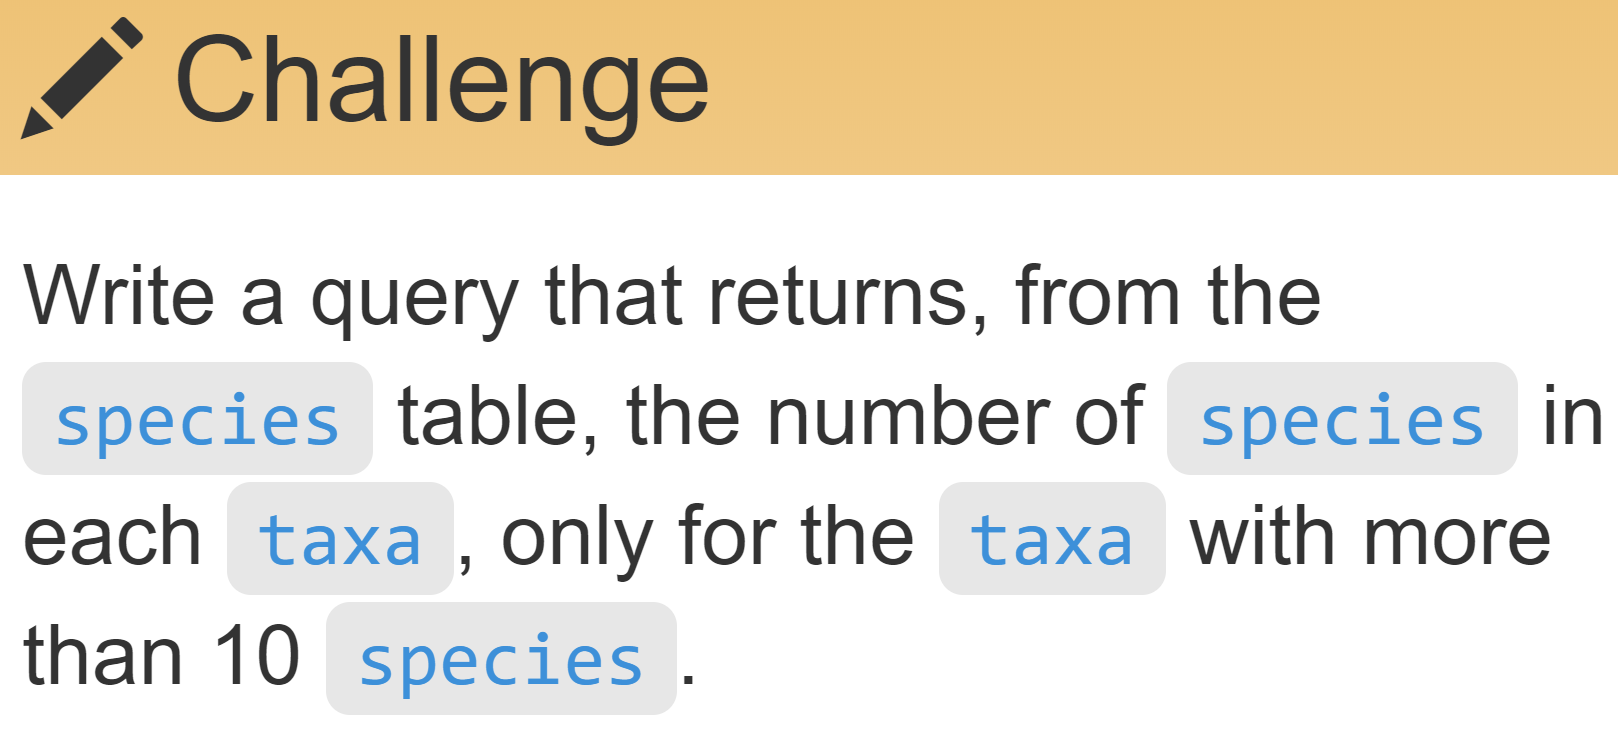 Challenge
Write a query that returns, from the
species table, the number of species in
each taxa, only for the taxa with more
than 10 species.